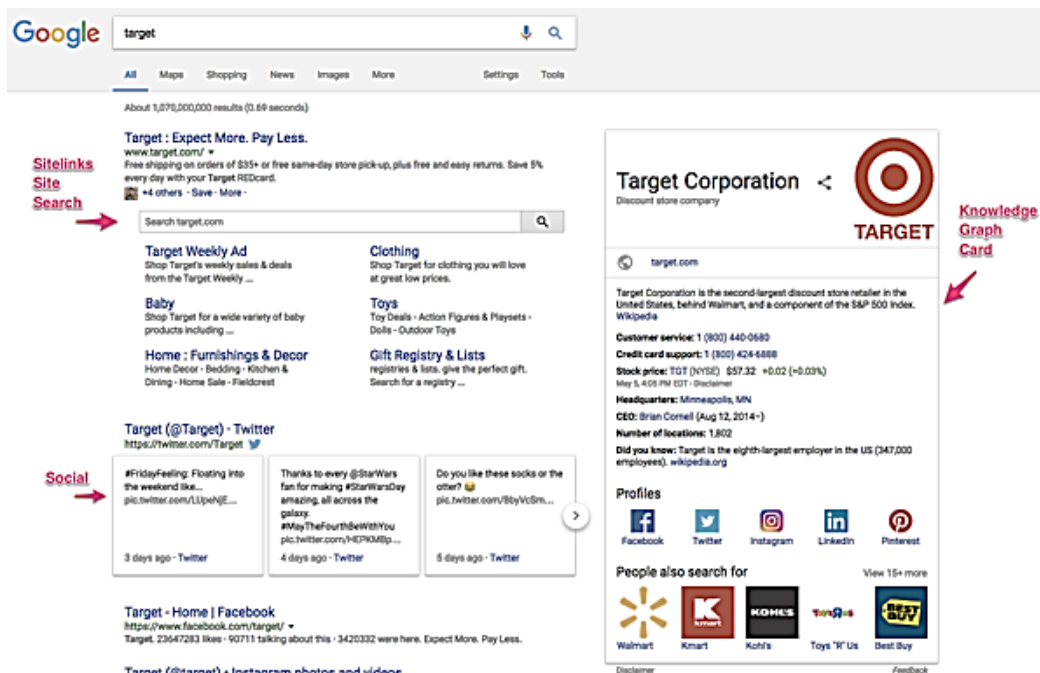 Google
target
All Maps Shopping News Images More Settings Tools
About 1,070,000,000 results (0.69 seconds)
Sitelinks
Site
Search
Target : Expect More. Pay Less.
www.target.com/
Free shipping on orders of $35+ or free same-day store pick-up, plus free and easy returns. Save 5%
every day with your Target REDcard.
+4 others · Save · More ·
Search target.com
Target Weekly Ad
Shop Target's weekly sales & deals
from the Target Weekly ...
Clothing
Shop Target for clothing you will love
at great low prices.
Baby
Shop Target for a wide variety of baby
products including ...
Toys
Toy Deals · Action Figures & Playsets ·
Dolls · Outdoor Toys
Home : Furnishings & Decor
Home Decor · Bedding · Kitchen &
Dining · Home Sale · Fieldcrest
Gift Registry & Lists
registries & lists. give the perfect gift.
Search for a registry ...
Target (@Target) · Twitter
https://twitter.com/Target
Social
#FridayFeeling: Floating into
the weekend like...
pic.twitter.com/LUpeNjE...
3 days ago · Twitter
Thanks to every @StarWars
fan for making #StarWarsDay
amazing, all across the
galaxy.
#MayTheFourthBeWithYou
pic.twitter.com/HEPKMBp...
4 days ago · Twitter
Do you like these socks or the
otter? 😂
pic.twitter.com/8byVcSm...
5 days ago · Twitter
Target - Home | Facebook
https://www.facebook.com/target/
Target. 23647283 likes · 90711 talking about this · 3420332 were here. Expect More. Pay Less.
Target (@target) • Instagram photos and videos
Target Corporation
Discount store company
TARGET
Knowledge
Graph
Card
target.com
Target Corporation is the second-largest discount store retailer in the
United States, behind Walmart, and a component of the S&P 500 Index.
Wikipedia
Customer service: 1 (800) 440-0680
Credit card support: 1 (800) 424-6888
Stock price: TGT (NYSE) $57.32 +0.02 (+0.03%)
May 5, 4:05 PM EDT · Disclaimer
Headquarters: Minneapolis, MN
CEO: Brian Cornell (Aug 12, 2014–)
Number of locations: 1,802
Did you know: Target is the eighth-largest employer in the US (347,000
employees). wikipedia.org
Profiles
Facebook Twitter Instagram LinkedIn Pinterest
People also search for View 15+ more
kmart KOHL'S Toys"R"Us BEST BUY
Walmart Kmart Kohl's Toys "R" Us Best Buy
Disclaimer Feedback